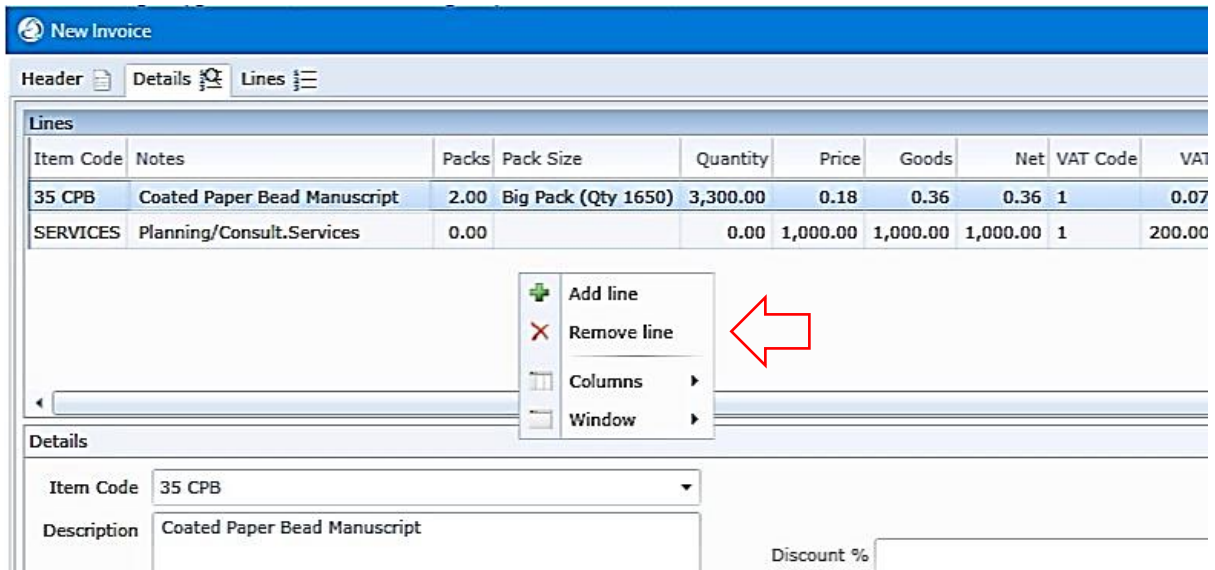 New Invoice
Header Details Lines
Lines
Item Code Notes Packs Pack Size Quantity Price Goods Net VAT Code VAT
35 CPB Coated Paper Bead Manuscript 2.00 Big Pack (Qty 1650) 3,300.00 0.18 0.36 0.36 1 0.07
SERVICES Planning/Consult.Services 0.00 0.00 1,000.00 1,000.00 1,000.00 1 200.00
Add line
Remove line
Columns
Window
Details
Item Code 35 CPB
Description Coated Paper Bead Manuscript
Discount %